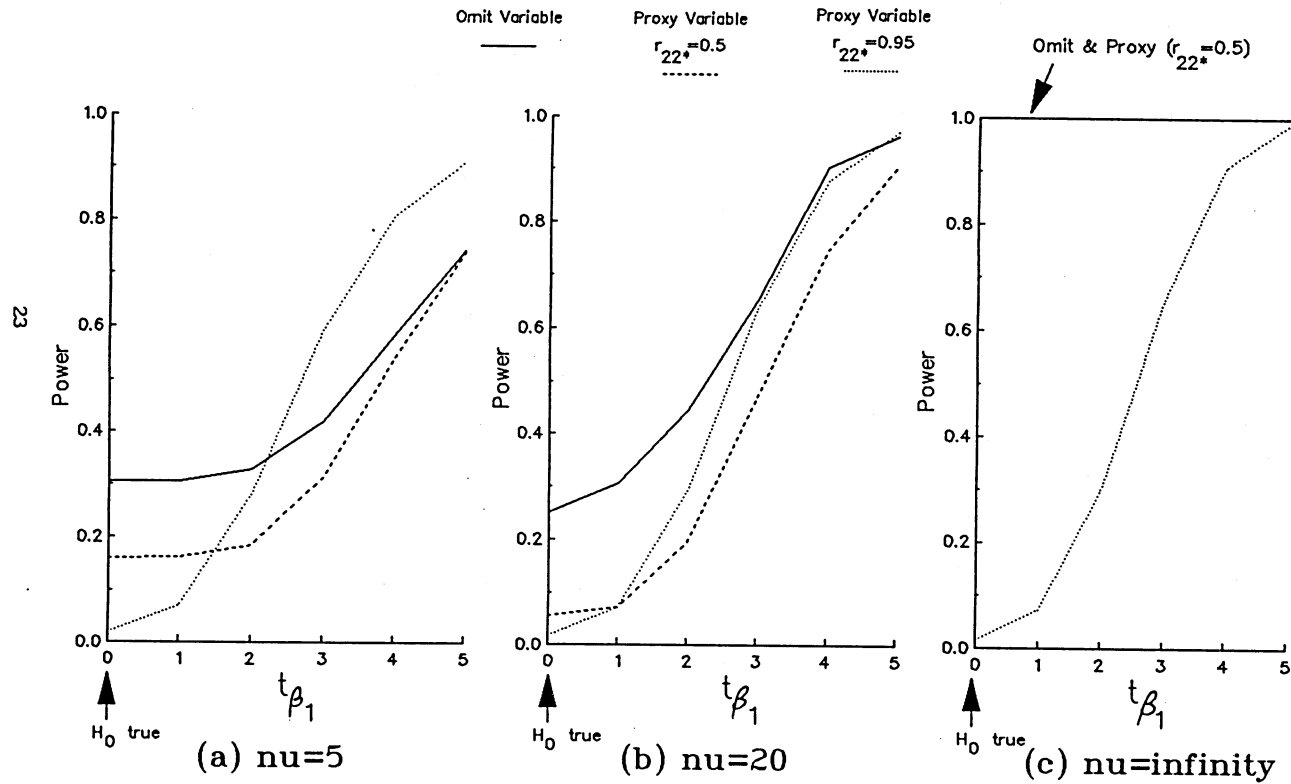 Omit Variable
Proxy Variable
r22*=0.5
Proxy Variable
r22*=0.95
Omit & Proxy (r22*=0.5)
23
1.0
0.8
0.6
0.4
0.2
0.0
Power
0 1 2 3 4 5
tβ1
H0 true
(a) nu=5
1.0
0.8
0.6
0.4
0.2
0.0
Power
0 1 2 3 4 5
tβ1
H0 true
(b) nu=20
1.0
0.8
0.6
0.4
0.2
0.0
Power
0 1 2 3 4 5
tβ1
H0 true
(c) nu=infinity